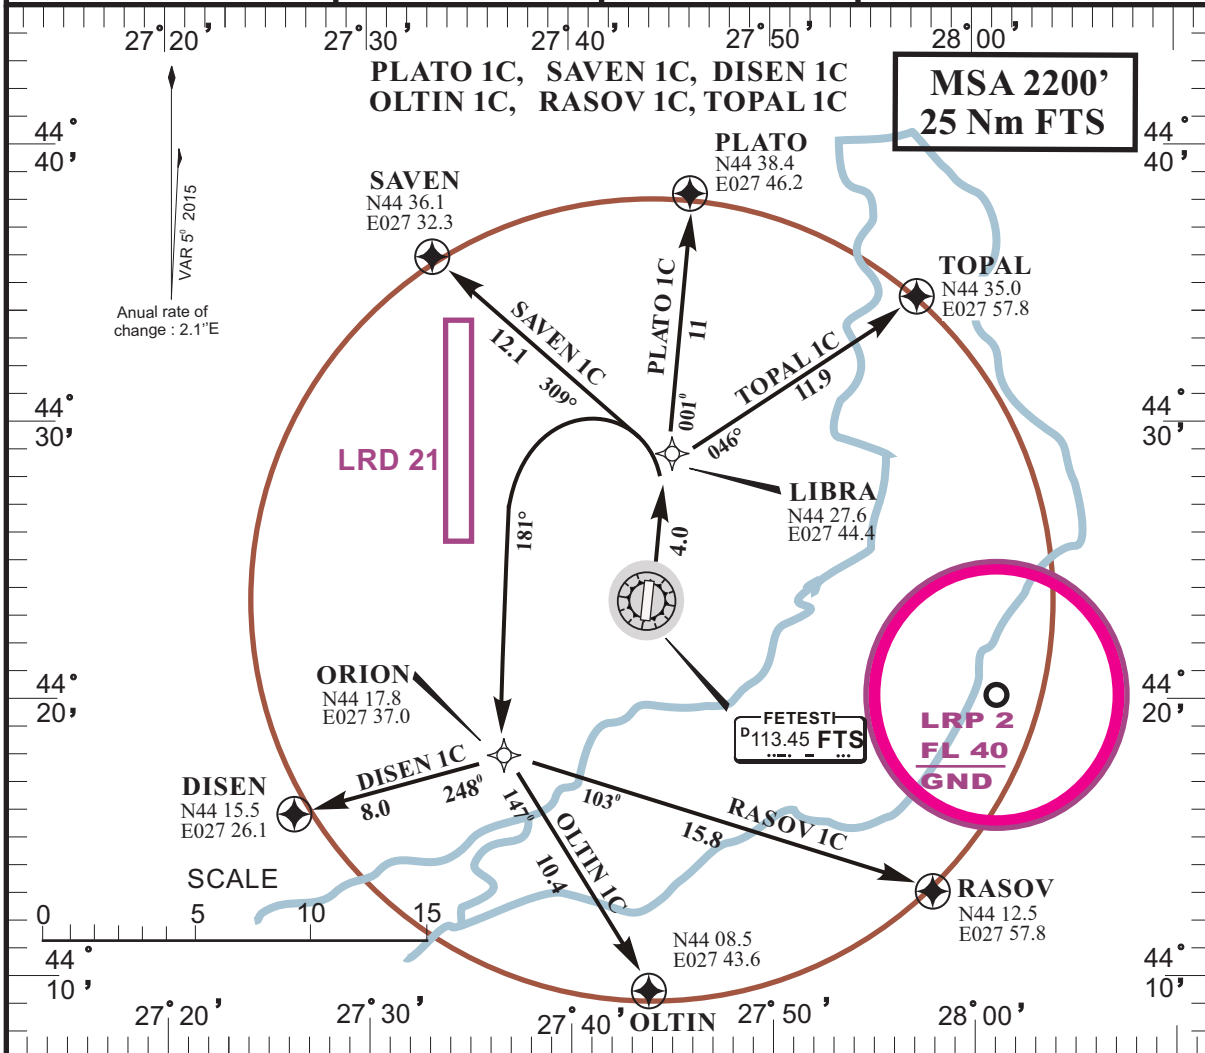 27°20' 27°30' 27°40' 27°50' 28°00'
PLATO 1C, SAVEN 1C, DISEN 1C
OLTIN 1C, RASOV 1C, TOPAL 1C
MSA 2200'
25 Nm FTS
44°
40'
44°
40'
VAR 5⁰ 2015
Anual rate of
change : 2.1''E
SAVEN
N44 36.1
E027 32.3
PLATO
N44 38.4
E027 46.2
TOPAL
N44 35.0
E027 57.8
SAVEN 1C
12.1
309°
PLATO 1C
11
001⁰
TOPAL 1C
11.9
046°
44°
30'
44°
30'
LRD 21
LIBRA
N44 27.6
E027 44.4
181°
4.0
ORION
N44 17.8
E027 37.0
44°
20'
44°
20'
FETESTI
D113.45 FTS
LRP 2
FL 40
GND
DISEN
N44 15.5
E027 26.1
DISEN 1C
8.0
248⁰
147⁰
OLTIN 1C
10.4
103⁰
RASOV 1C
15.8
RASOV
N44 12.5
E027 57.8
SCALE
0 5 10 15
N44 08.5
E027 43.6
OLTIN
44°
10'
44°
10'
27°20' 27°30' 27°40' 27°50' 28°00'